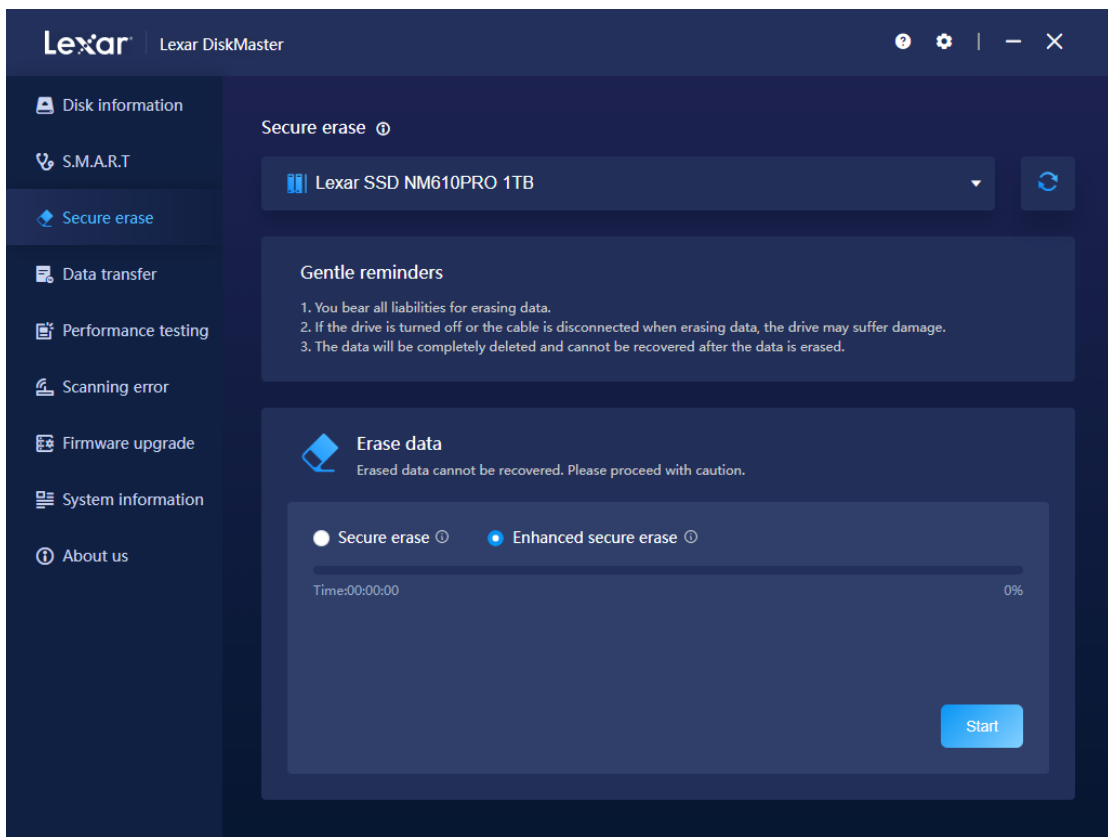 Lexar Lexar DiskMaster
Disk information
S.M.A.R.T
Secure erase
Data transfer
Performance testing
Scanning error
Firmware upgrade
System information
About us
Secure erase
Lexar SSD NM610PRO 1TB
Gentle reminders
1. You bear all liabilities for erasing data.
2. If the drive is turned off or the cable is disconnected when erasing data, the drive may suffer damage.
3. The data will be completely deleted and cannot be recovered after the data is erased.
Erase data
Erased data cannot be recovered. Please proceed with caution.
Secure erase Enhanced secure erase
Time:00:00:00 0%
Start